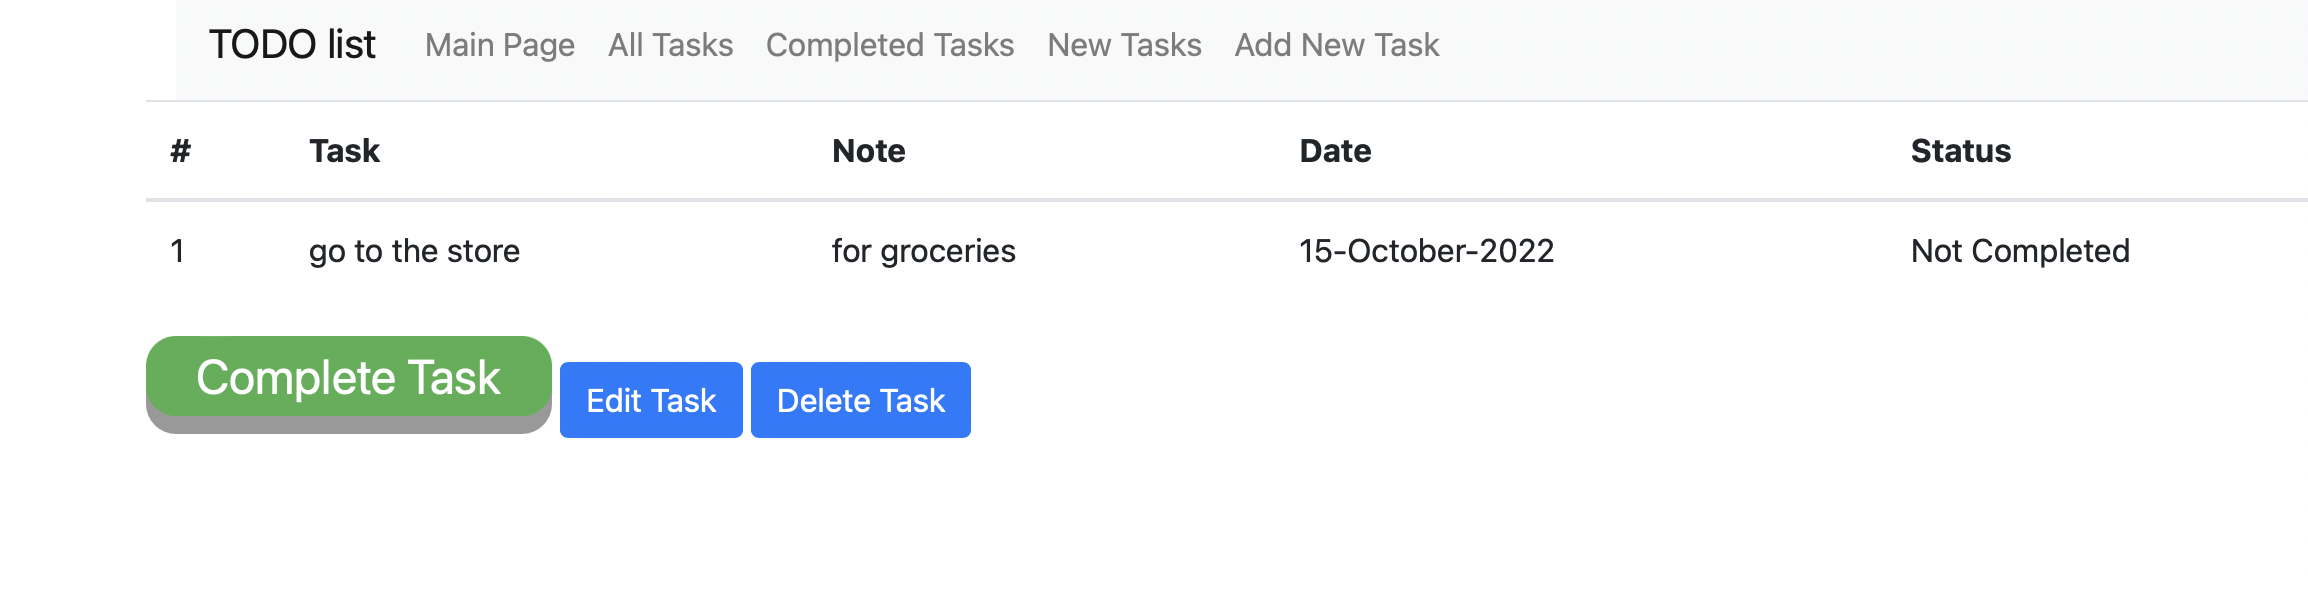 TODO list Main Page All Tasks Completed Tasks New Tasks Add New Task
# Task Note Date Status
1 go to the store for groceries 15-October-2022 Not Completed
Complete Task Edit Task Delete Task